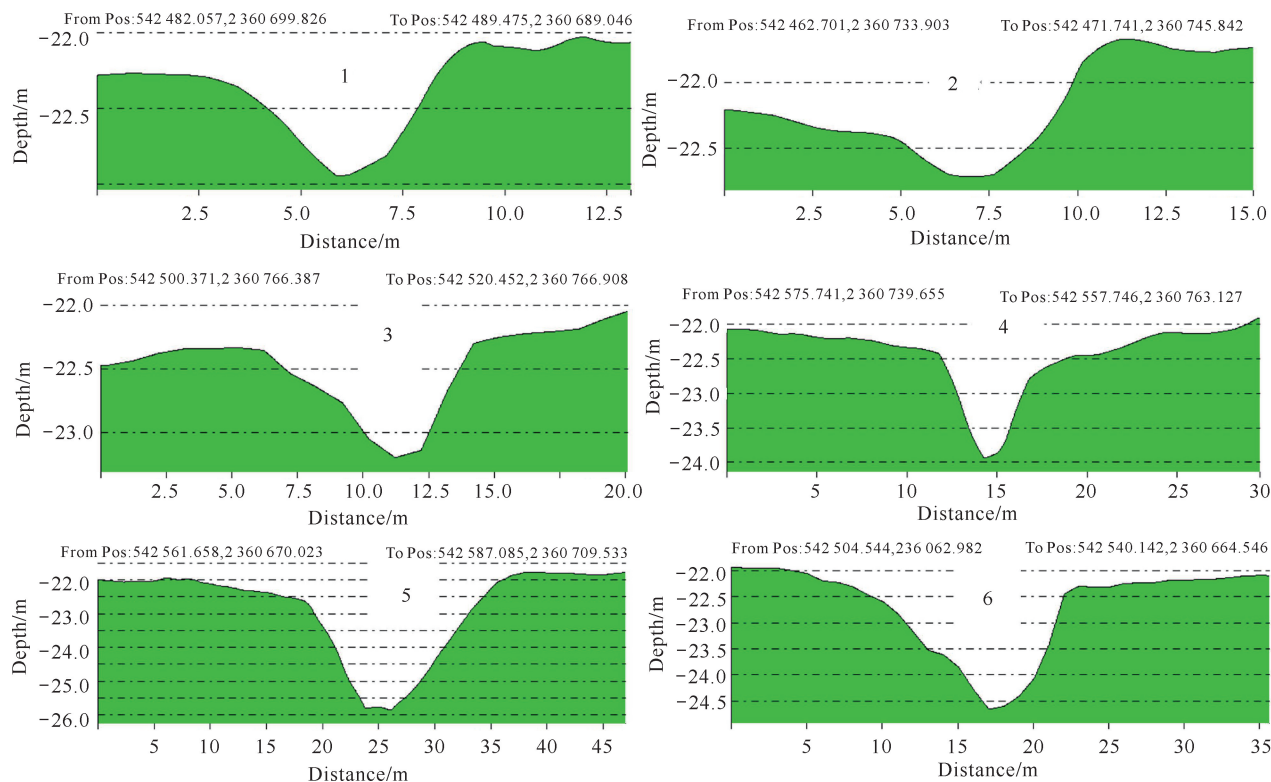 From Pos:542 482.057,2 360 699.826 To Pos:542 489.475,2 360 689.046
−22.0
1
−22.5
Depth/m
2.5 5.0 7.5 10.0 12.5
Distance/m
From Pos:542 462.701,2 360 733.903 To Pos:542 471.741,2 360 745.842
−22.0
2
−22.5
Depth/m
2.5 5.0 7.5 10.0 12.5 15.0
Distance/m
From Pos:542 500.371,2 360 766.387 To Pos:542 520.452,2 360 766.908
−22.0
3
−22.5
−23.0
Depth/m
2.5 5.0 7.5 10.0 12.5 15.0 20.0
Distance/m
From Pos:542 575.741,2 360 739.655 To Pos:542 557.746,2 360 763.127
−22.0
4
−22.5
−23.0
−23.5
−24.0
Depth/m
5 10 15 20 25 30
Distance/m
From Pos:542 561.658,2 360 670.023 To Pos:542 587.085,2 360 709.533
−22.0
5
−23.0
−24.0
−25.0
−26.0
Depth/m
5 10 15 20 25 30 35 40 45
Distance/m
From Pos:542 504.544,236 062.982 To Pos:542 540.142,2 360 664.546
−22.0
−22.5
6
−23.0
−23.5
−24.0
−24.5
Depth/m
5 10 15 20 25 30 35
Distance/m